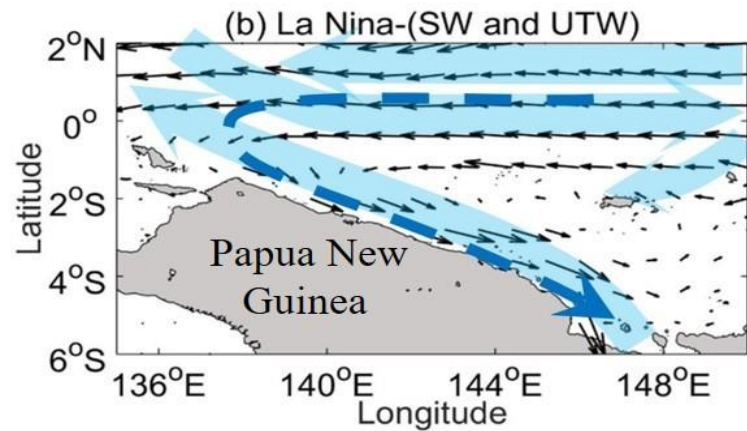 (b) La Nina-(SW and UTW)
2°N
0°
2°S
4°S
6°S
Latitude
Papua New
Guinea
136°E 140°E 144°E 148°E
Longitude